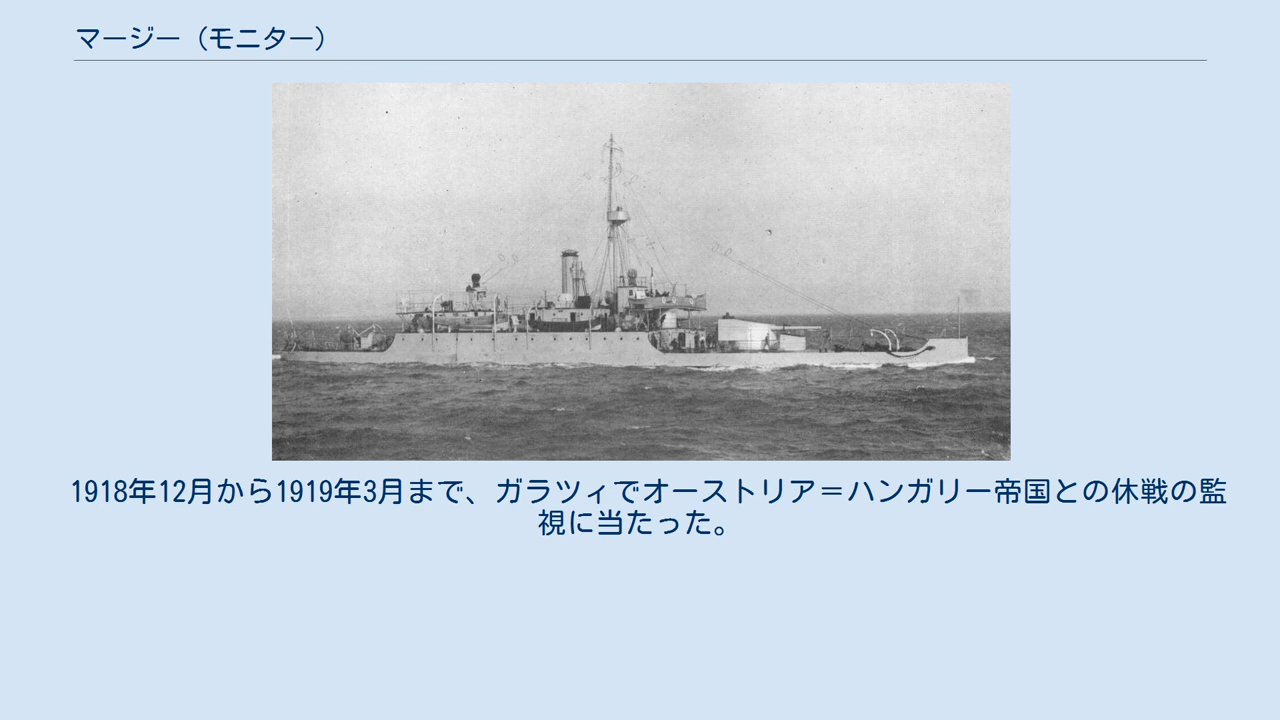 マージー（モニター）
1918年12月から1919年3月まで、ガラツィでオーストリア＝ハンガリー帝国との休戦の監
視に当たった。